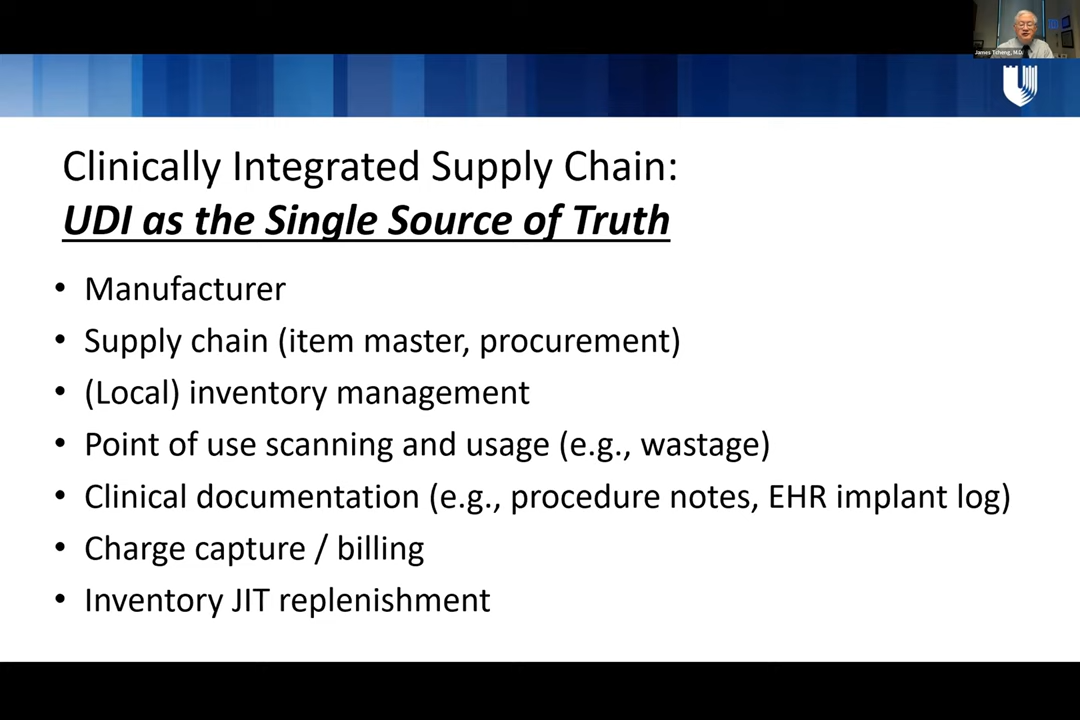 James Tcheng, M.D.
Clinically Integrated Supply Chain:
UDI as the Single Source of Truth
• Manufacturer
• Supply chain (item master, procurement)
• (Local) inventory management
• Point of use scanning and usage (e.g., wastage)
• Clinical documentation (e.g., procedure notes, EHR implant log)
• Charge capture / billing
• Inventory JIT replenishment